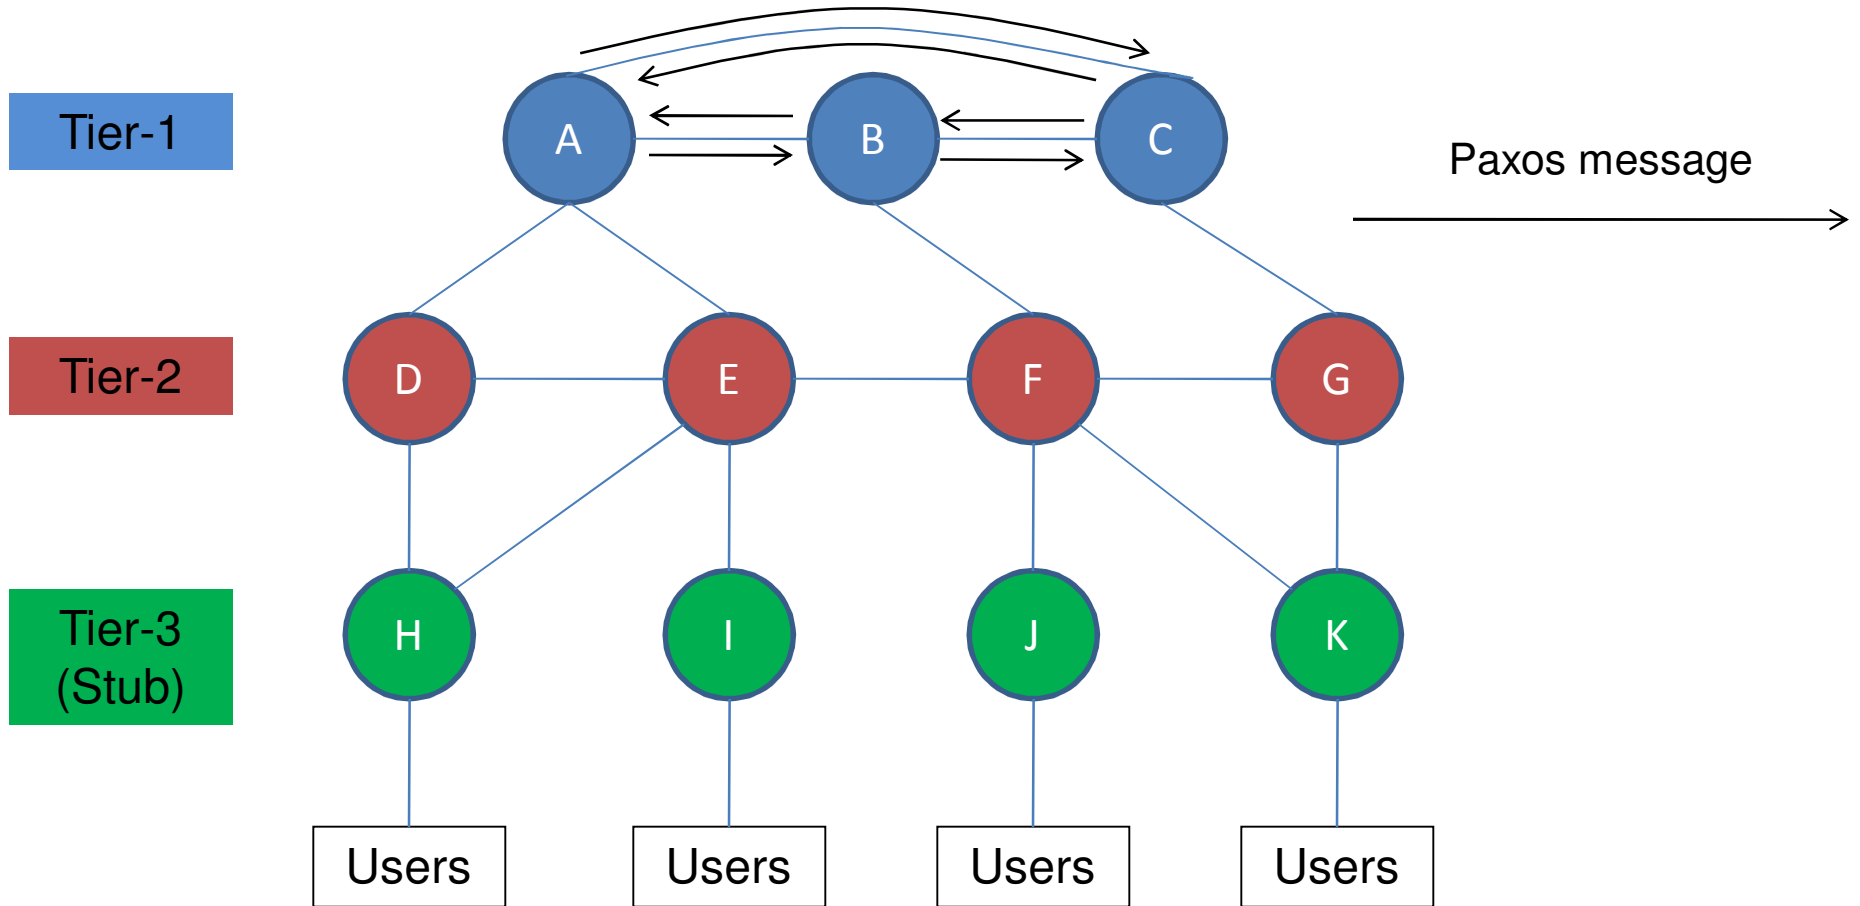 Tier-1
A
B
C
Paxos message
Tier-2
D
E
F
G
Tier-3
(Stub)
H
I
J
K
Users
Users
Users
Users